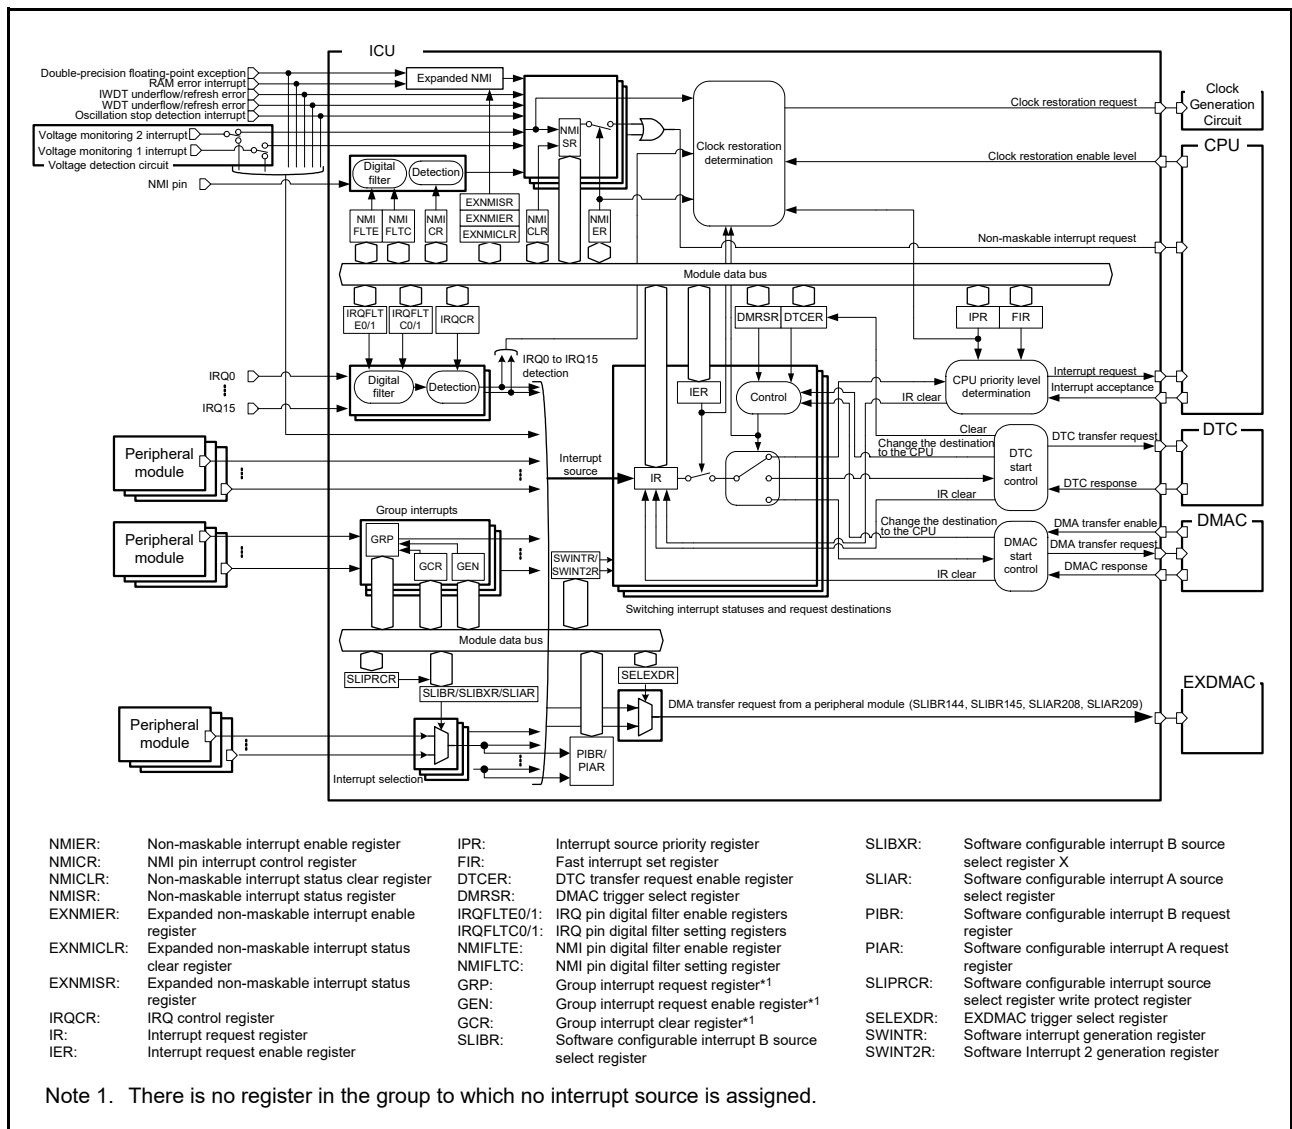 ICU
Double-precision floating-point exception
RAM error interrupt
IWDT underflow/refresh error
WDT underflow/refresh error
Oscillation stop detection interrupt
Voltage monitoring 2 interrupt
Voltage monitoring 1 interrupt
Voltage detection circuit
NMI pin
Expanded NMI
Digital
filter
Detection
NMI
SR
NMI
FLTE
NMI
FLTC
NMI
CR
EXNMISR
EXNMIER
EXNMICLR
NMI
CLR
NMI
ER
Clock restoration
determination
Clock restoration request
Clock restoration enable level
Non-maskable interrupt request
Clock
Generation
Circuit
CPU
Module data bus
IRQFLT
E0/1
IRQFLT
C0/1
IRQCR
DMRSR
DTCER
IPR
FIR
IRQ0
IRQ15
Digital
filter
Detection
IRQ0 to IRQ15
detection
IER
Control
CPU priority level
determination
Interrupt request
Interrupt acceptance
IR clear
Clear
Change the destination
to the CPU
DTC
start
control
DTC transfer request
DTC response
DTC
IR clear
Peripheral
module
Interrupt
source
IR
Peripheral
module
Group interrupts
GRP
GCR
GEN
SWINTR/
SWINT2R
Change the destination
to the CPU
DMAC
start
control
DMA transfer enable
DMA transfer request
DMAC response
DMAC
IR clear
Switching interrupt statuses and request destinations
Module data bus
SLIPRCR
SLIBR/SLIBXR/SLIAR
SELEXDR
DMA transfer request from a peripheral module (SLIBR144, SLIBR145, SLIAR208, SLIAR209)
EXDMAC
Peripheral
module
Interrupt selection
PIBR/
PIAR
NMIER: Non-maskable interrupt enable register
NMICR: NMI pin interrupt control register
NMICLR: Non-maskable interrupt status clear register
NMISR: Non-maskable interrupt status register
EXNMIER: Expanded non-maskable interrupt enable
register
EXNMICLR: Expanded non-maskable interrupt status
clear register
EXNMISR: Expanded non-maskable interrupt status
register
IRQCR: IRQ control register
IR: Interrupt request register
IER: Interrupt request enable register
IPR: Interrupt source priority register
FIR: Fast interrupt set register
DTCER: DTC transfer request enable register
DMRSR: DMAC trigger select register
IRQFLTE0/1: IRQ pin digital filter enable registers
IRQFLTC0/1: IRQ pin digital filter setting registers
NMIFLTE: NMI pin digital filter enable register
NMIFLTC: NMI pin digital filter setting register
GRP: Group interrupt request register*1
GEN: Group interrupt request enable register*1
GCR: Group interrupt clear register*1
SLIBR: Software configurable interrupt B source
select register
SLIBXR: Software configurable interrupt B source
select register X
SLIAR: Software configurable interrupt A source
select register
PIBR: Software configurable interrupt B request
register
PIAR: Software configurable interrupt A request
register
SLIPRCR: Software configurable interrupt source
select register write protect register
SELEXDR: EXDMAC trigger select register
SWINTR: Software interrupt generation register
SWINT2R: Software Interrupt 2 generation register
Note 1. There is no register in the group to which no interrupt source is assigned.